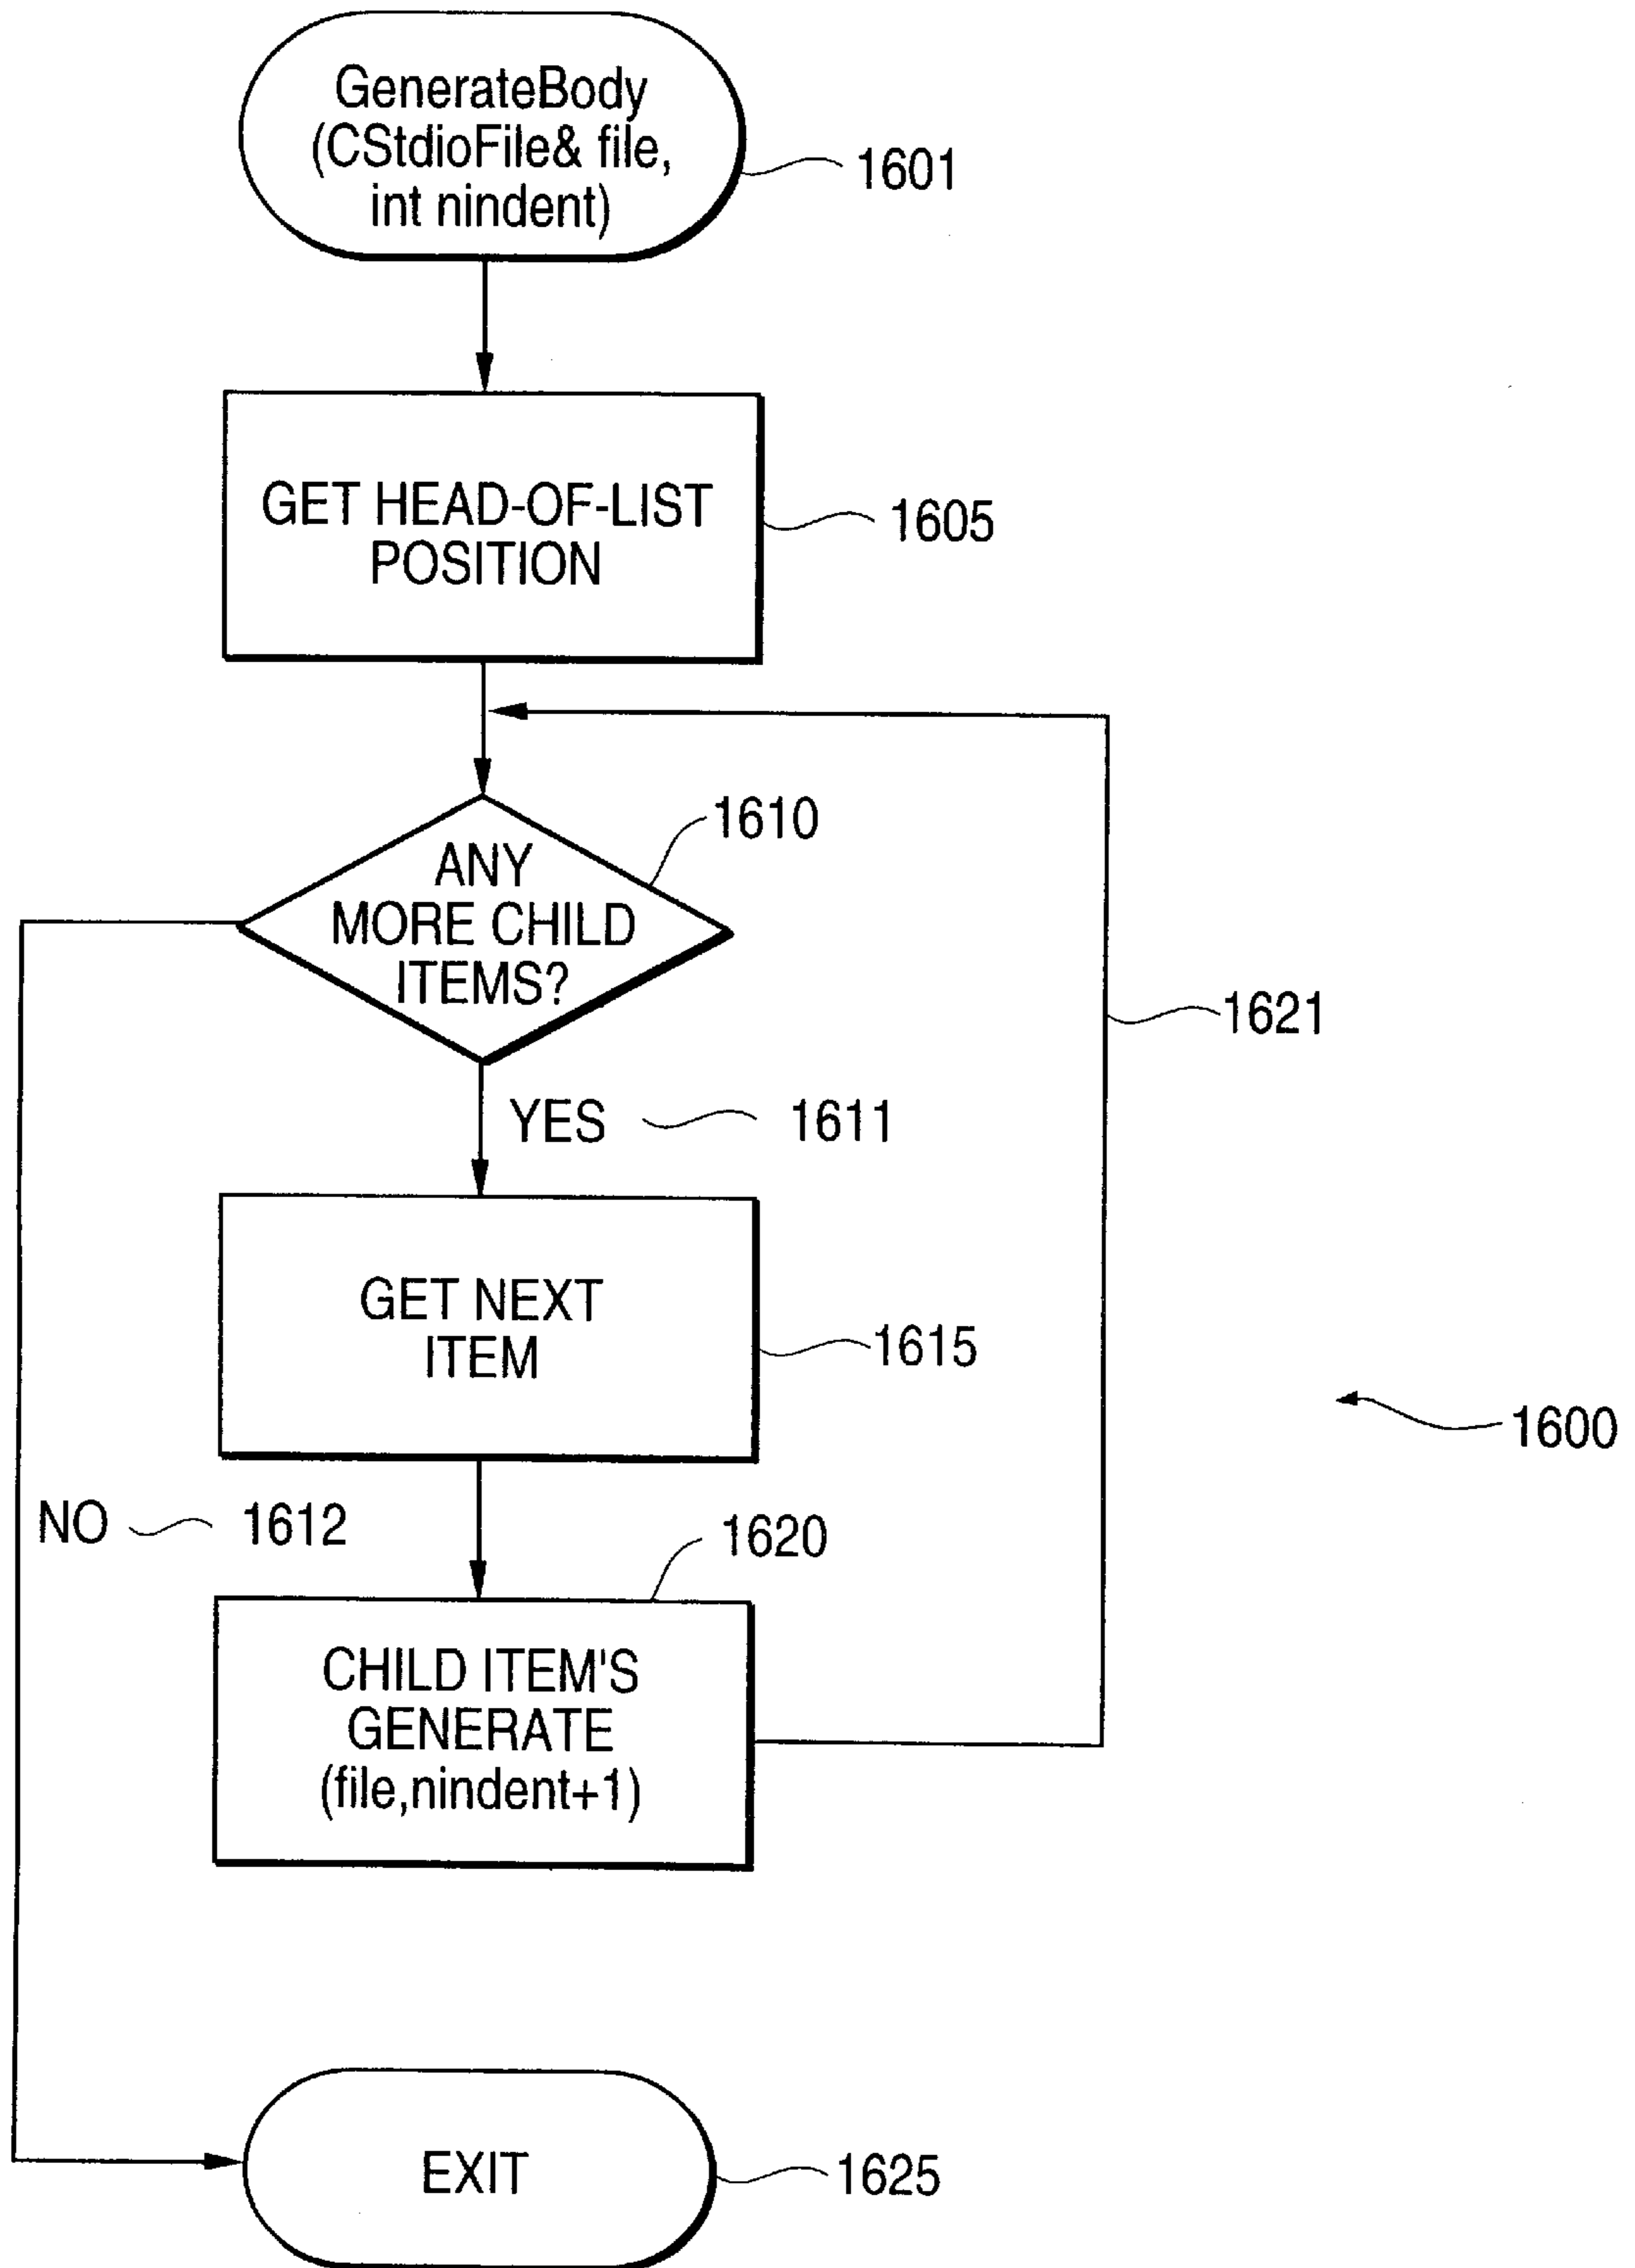 GenerateBody
(CStdioFile& file,
int nindent)
1601
GET HEAD-OF-LIST
POSITION
1605
ANY
MORE CHILD
ITEMS?
1610
1621
YES
1611
GET NEXT
ITEM
1615
1600
NO
1612
1620
CHILD ITEM'S
GENERATE
(file,nindent+1)
EXIT
1625